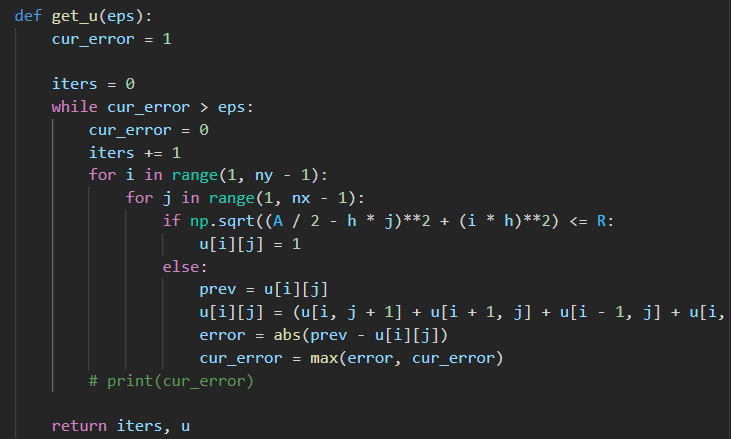 def get_u(eps):
    cur_error = 1
    iters = 0
    while cur_error > eps:
        cur_error = 0
        iters += 1
        for i in range(1, ny - 1):
            for j in range(1, nx - 1):
                if np.sqrt((A / 2 - h * j)**2 + (i * h)**2) <= R:
                    u[i][j] = 1
                else:
                    prev = u[i][j]
                    u[i][j] = (u[i, j + 1] + u[i + 1, j] + u[i - 1, j] + u[i,
                    error = abs(prev - u[i][j])
                    cur_error = max(error, cur_error)
        # print(cur_error)
    return iters, u